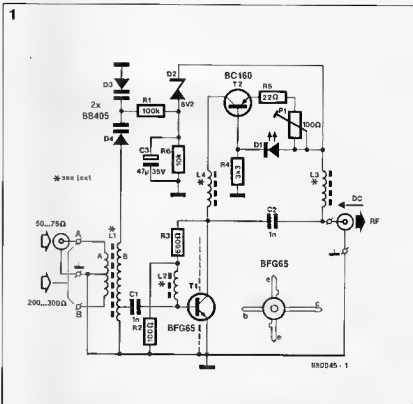 1
D3
2x
BB405
D4
R1
100k
D2
8V2
C3
47µ 35V
R6
10k
BC160
T2
R5
22Ω
P1
100Ω
D1
R4
3k3
L4
*
L3
*
DC
RF
C2
1n
* see text
50...75Ω
A
200...300Ω
B
L1
*
A
B
R3
680Ω
L2
*
C1
1n
R2
100Ω
T1
BFG65
BFG65
e
b
c
e
880045 - 1